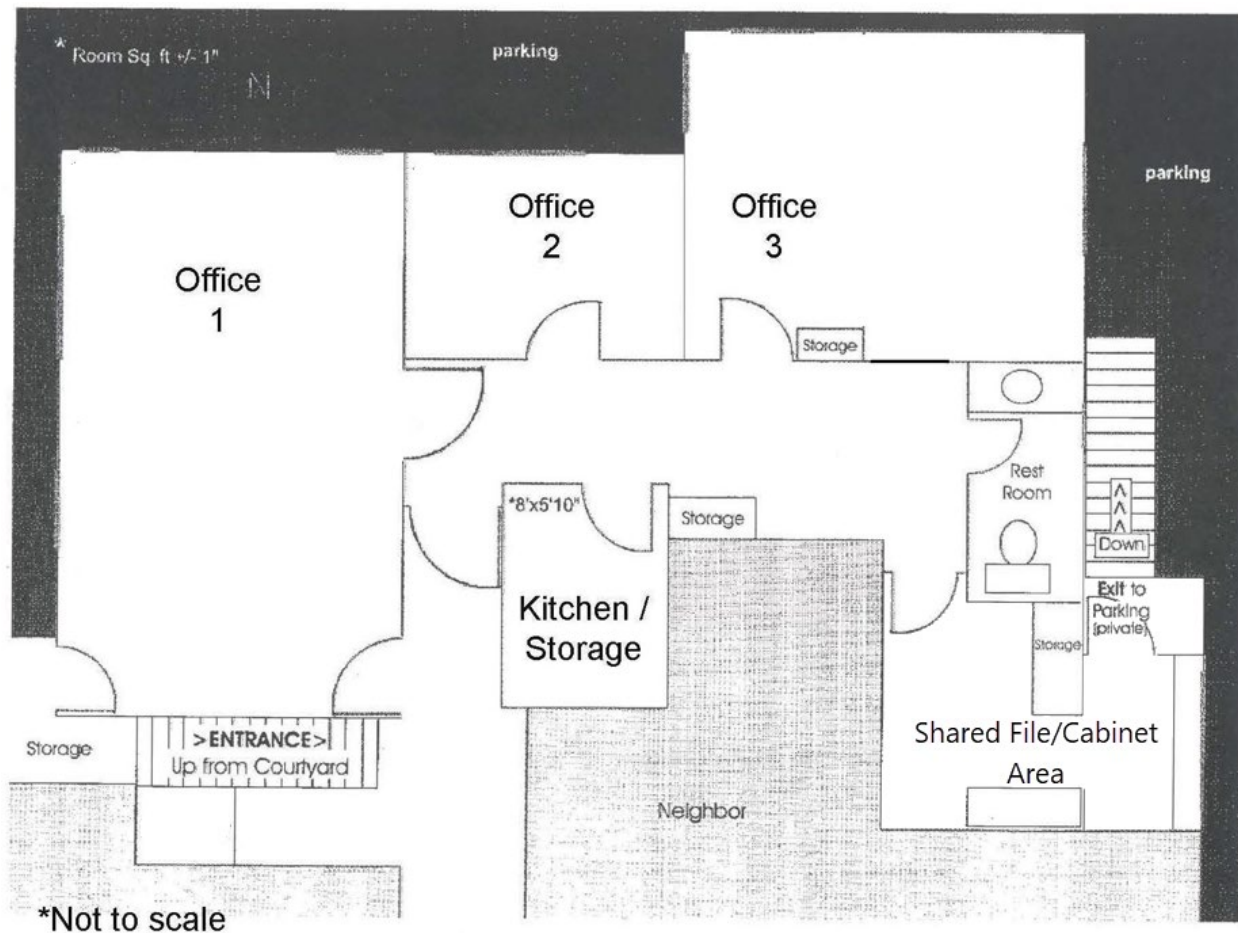 * Room Sq. ft +/- 1"
N
parking
parking
Office
1
Office
2
Office
3
Storage
Rest
Room
*8'x5'10"
Storage
Down
Exit to
Parking
(private)
Kitchen /
Storage
Storage
Storage
>ENTRANCE>
Up from Courtyard
Shared File/Cabinet
Area
Neighbor
*Not to scale